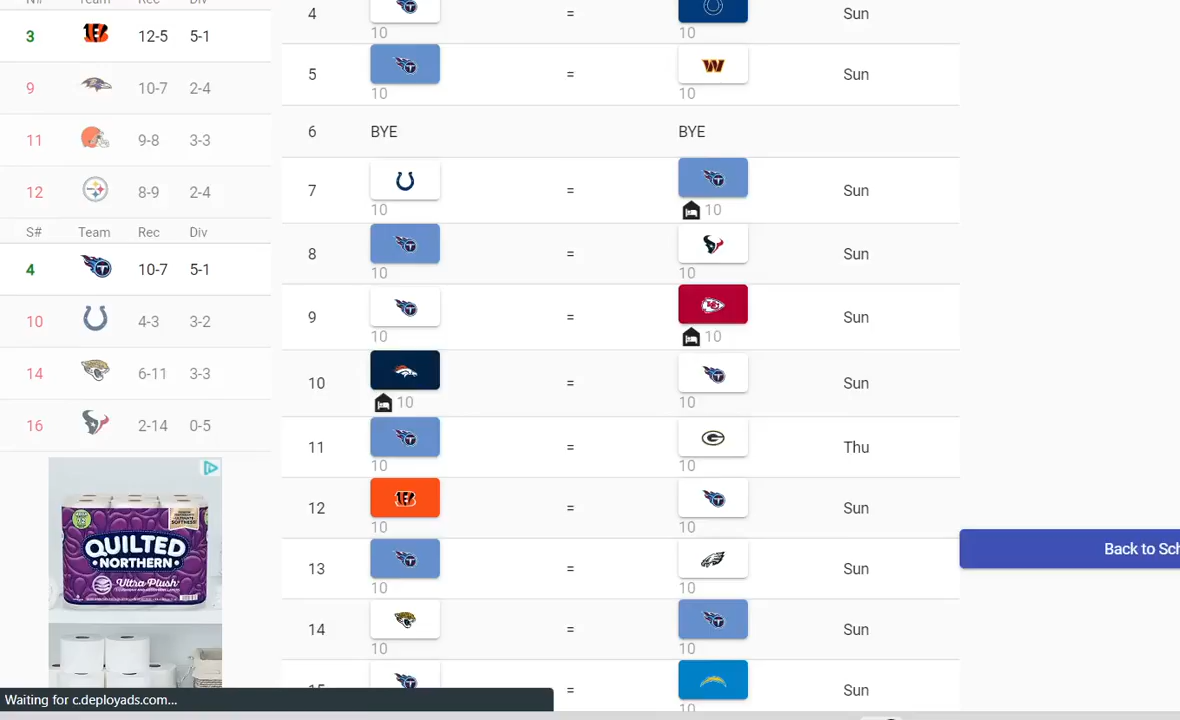 S# Team Rec Div
3 12-5 5-1
9 10-7 2-4
11 9-8 3-3
12 8-9 2-4
S# Team Rec Div
4 10-7 5-1
10 4-3 3-2
14 6-11 3-3
16 2-14 0-5
QUILTED
NORTHERN
Ultra Plush
Waiting for c.deployads.com...
4 = Sun
10 10
5 = W Sun
10 10
6 BYE BYE
7 = Sun
10 10
8 = Sun
10 10
9 = Sun
10 10
10 = Sun
10 10
11 = G Thu
10 10
12 = Sun
10 10
13 = Sun
10 10
14 = Sun
10 10
15 = Sun
10
Back to Sch